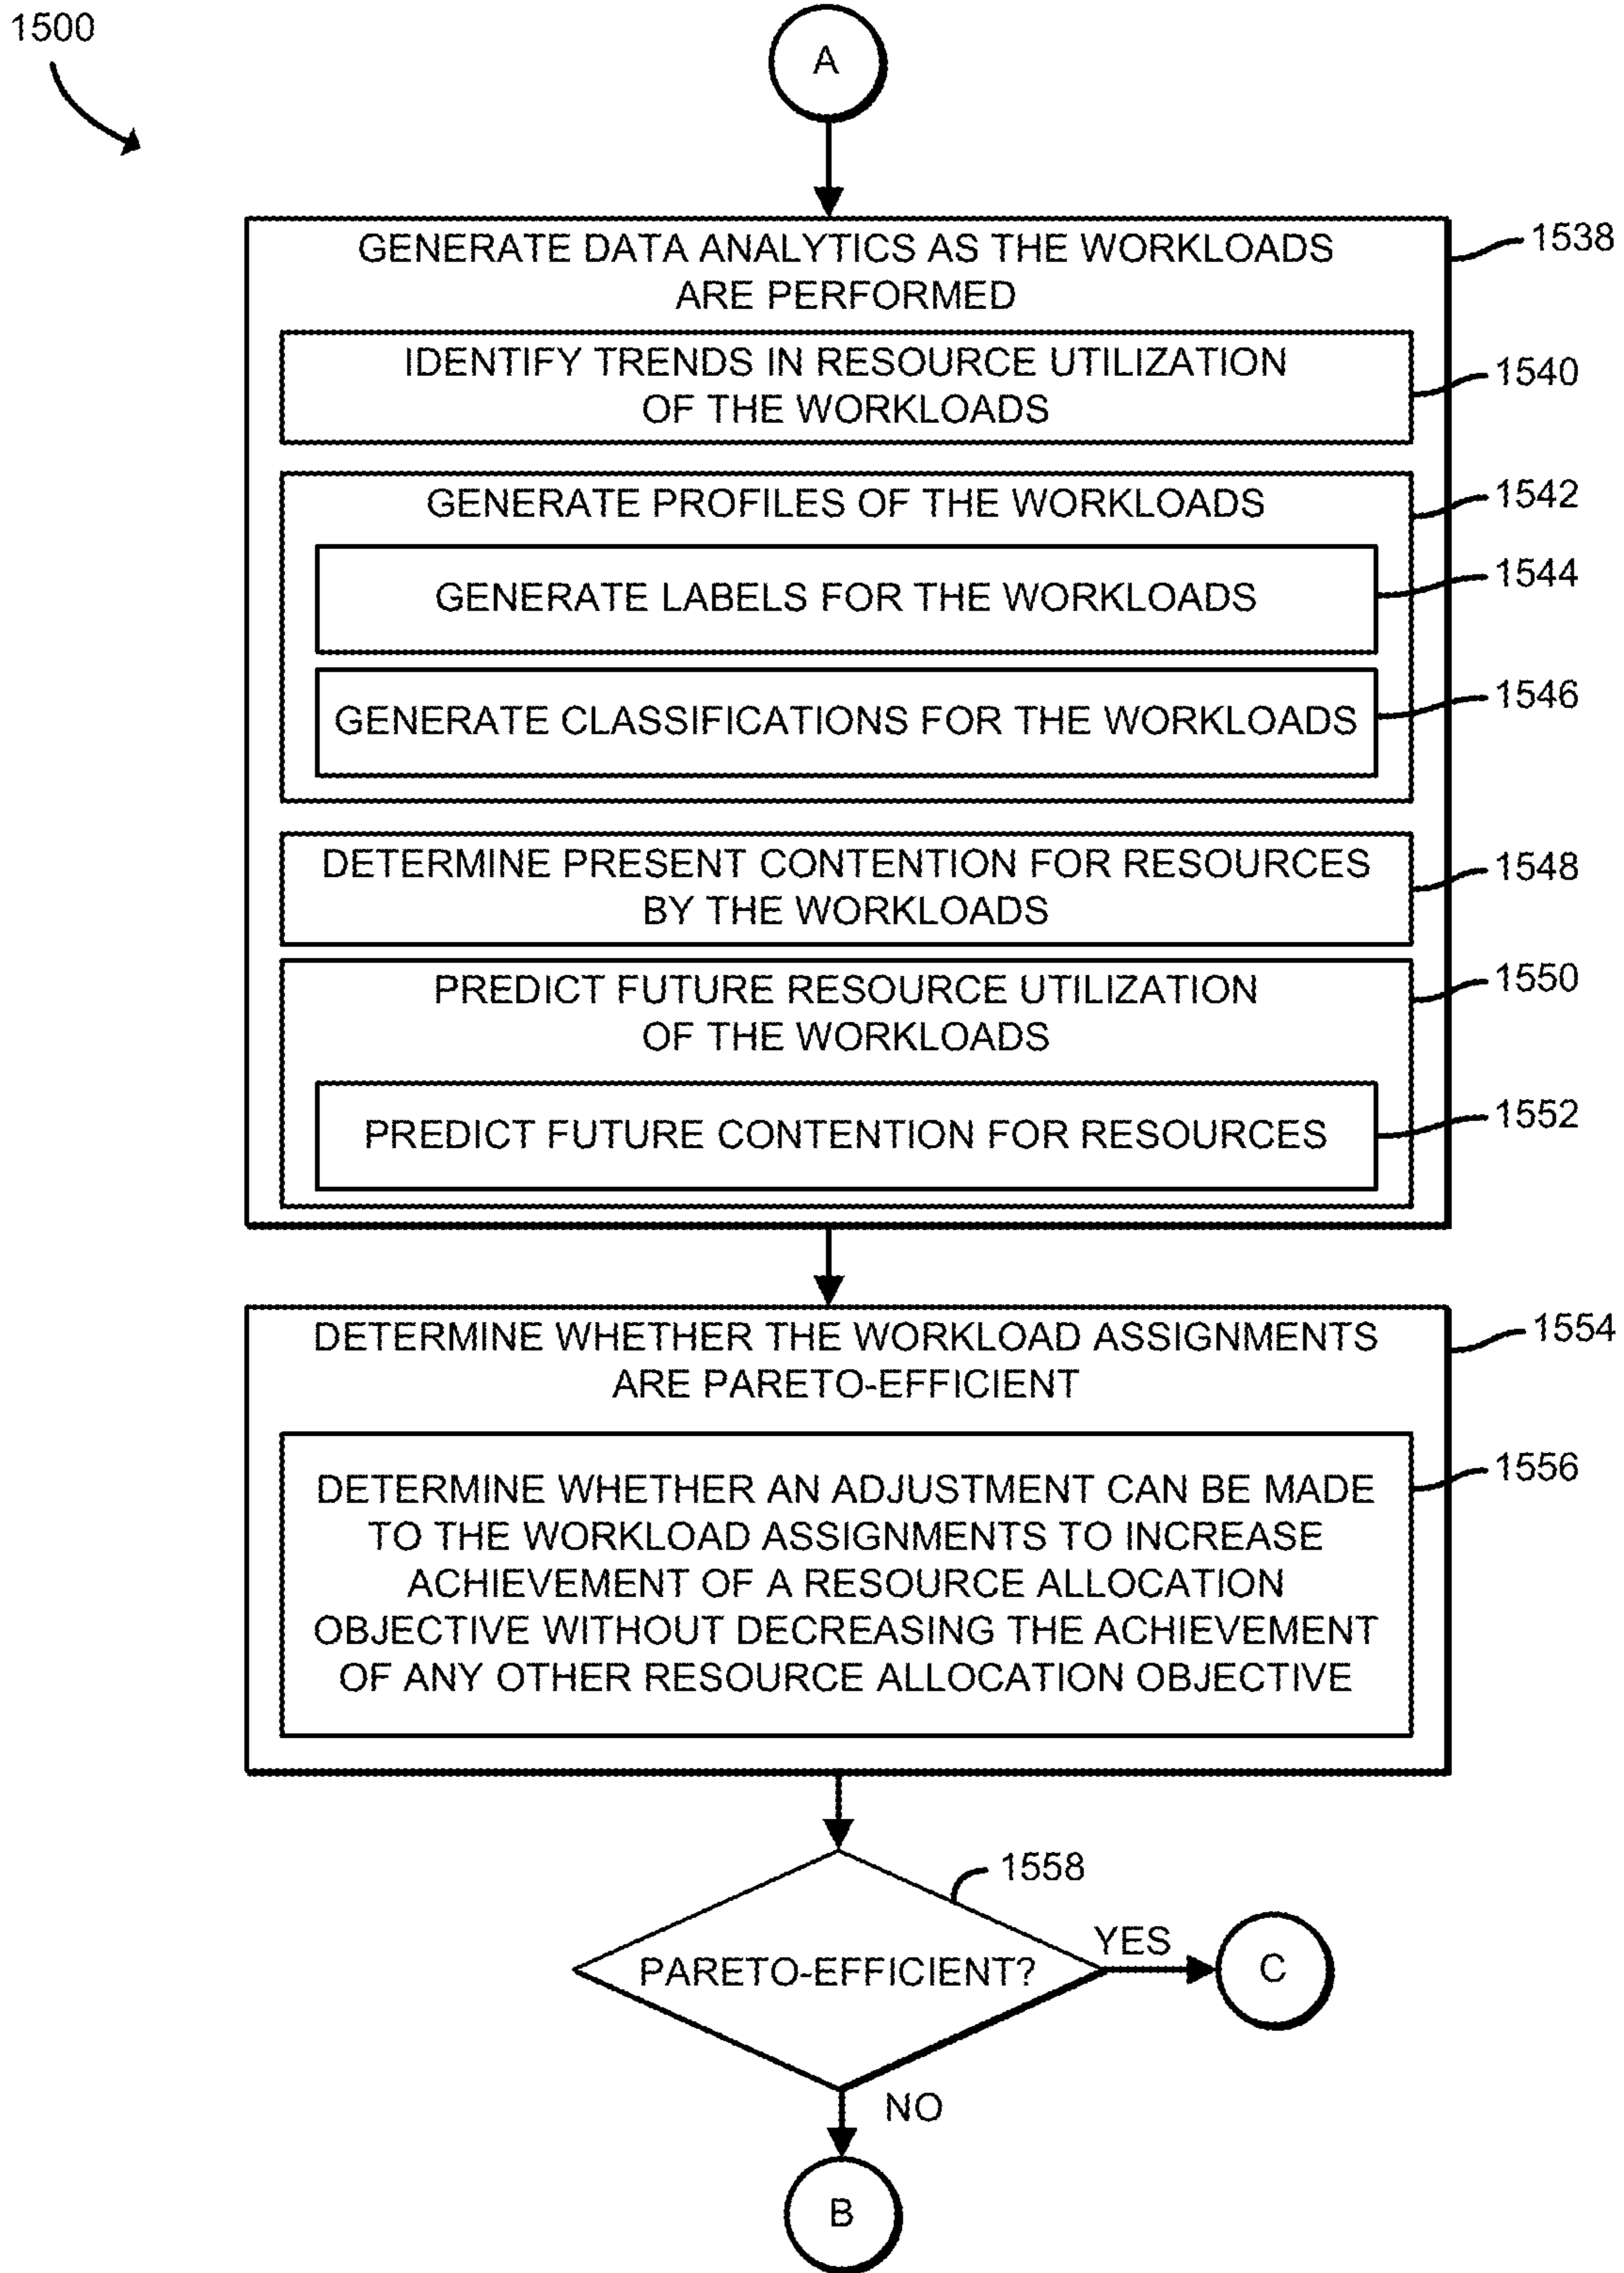 1500
A
GENERATE DATA ANALYTICS AS THE WORKLOADS
ARE PERFORMED
1538
IDENTIFY TRENDS IN RESOURCE UTILIZATION
OF THE WORKLOADS
1540
GENERATE PROFILES OF THE WORKLOADS
1542
GENERATE LABELS FOR THE WORKLOADS
1544
GENERATE CLASSIFICATIONS FOR THE WORKLOADS
1546
DETERMINE PRESENT CONTENTION FOR RESOURCES
BY THE WORKLOADS
1548
PREDICT FUTURE RESOURCE UTILIZATION
OF THE WORKLOADS
1550
PREDICT FUTURE CONTENTION FOR RESOURCES
1552
DETERMINE WHETHER THE WORKLOAD ASSIGNMENTS
ARE PARETO-EFFICIENT
1554
DETERMINE WHETHER AN ADJUSTMENT CAN BE MADE
TO THE WORKLOAD ASSIGNMENTS TO INCREASE
ACHIEVEMENT OF A RESOURCE ALLOCATION
OBJECTIVE WITHOUT DECREASING THE ACHIEVEMENT
OF ANY OTHER RESOURCE ALLOCATION OBJECTIVE
1556
1558
PARETO-EFFICIENT?
YES
C
NO
B